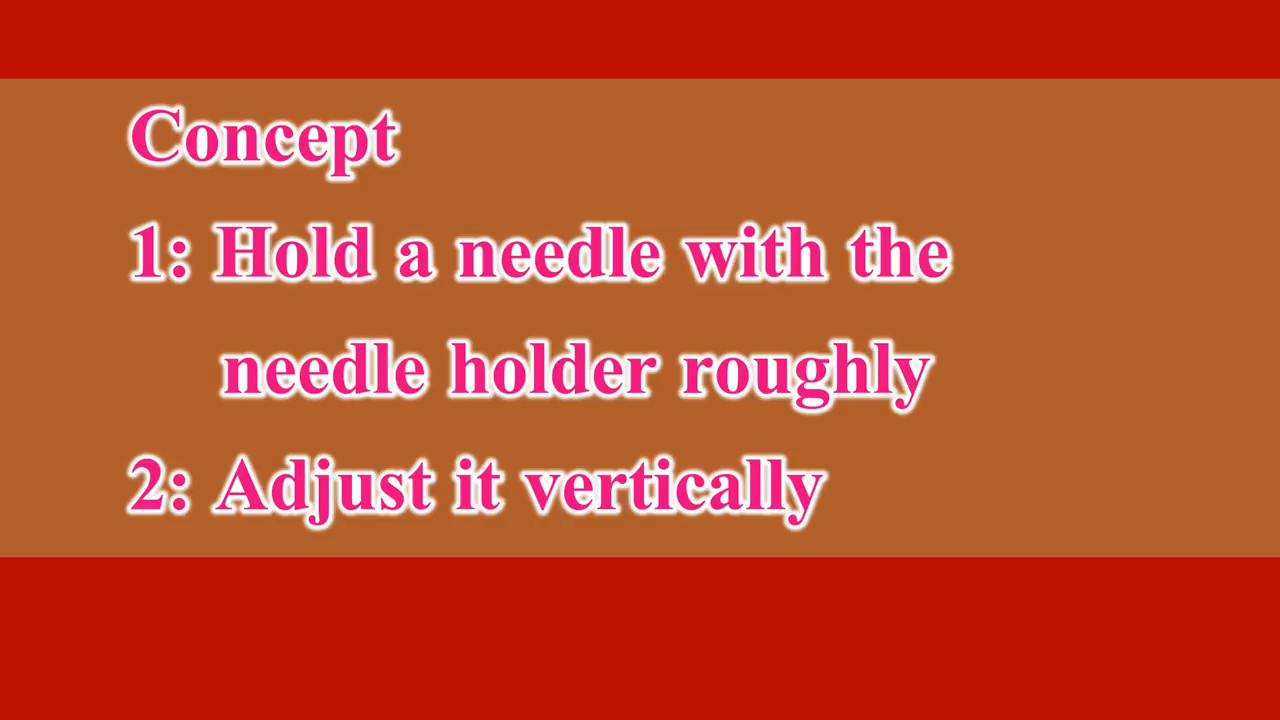 Concept
1: Hold a needle with the
needle holder roughly
2: Adjust it vertically